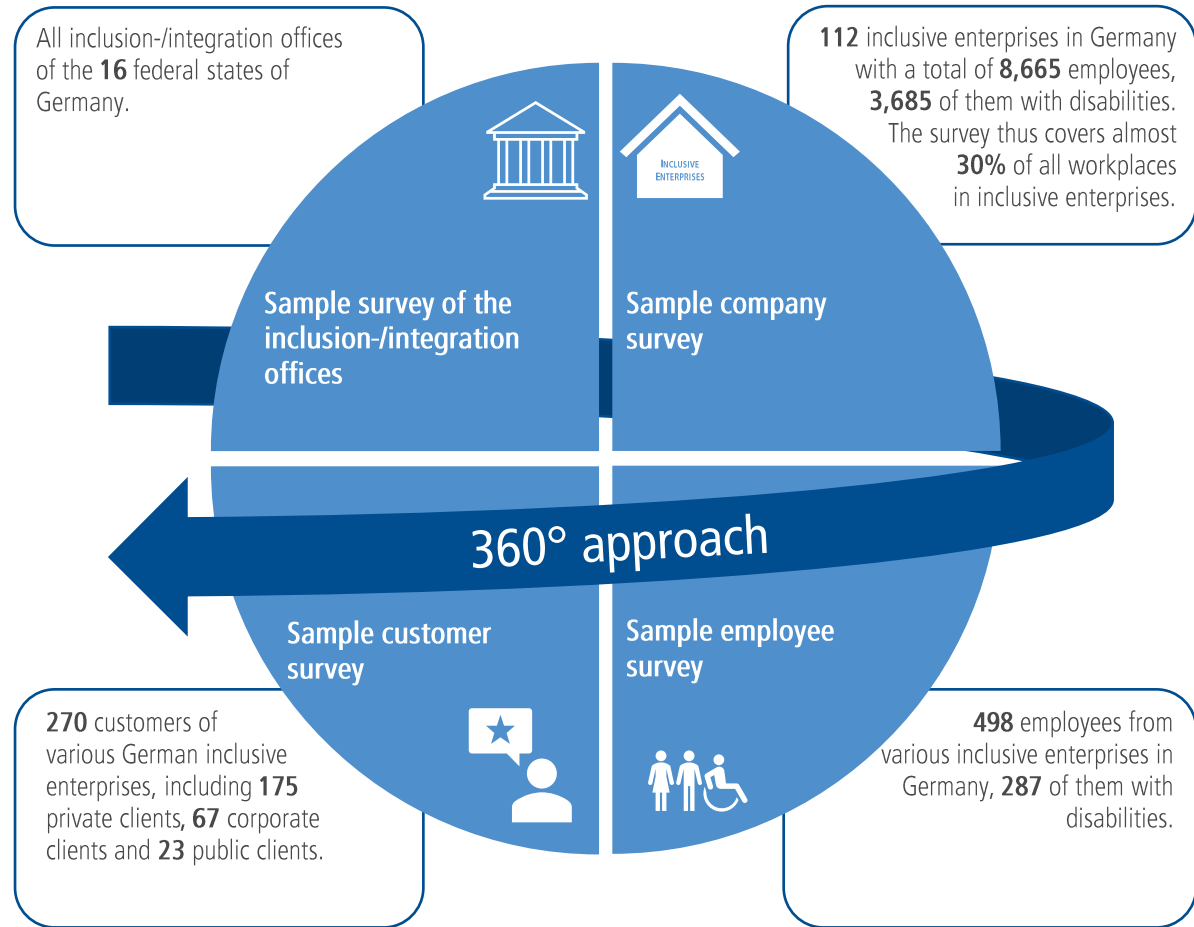 All inclusion-/integration offices
of the 16 federal states of
Germany.
112 inclusive enterprises in Germany
with a total of 8,665 employees,
3,685 of them with disabilities.
The survey thus covers almost
30% of all workplaces
in inclusive enterprises.
INCLUSIVE
ENTERPRISES
Sample survey of the
inclusion-/integration
offices
Sample company
survey
360° approach
Sample customer
survey
Sample employee
survey
270 customers of
various German inclusive
enterprises, including 175
private clients, 67 corporate
clients and 23 public clients.
498 employees from
various inclusive enterprises in
Germany, 287 of them with
disabilities.